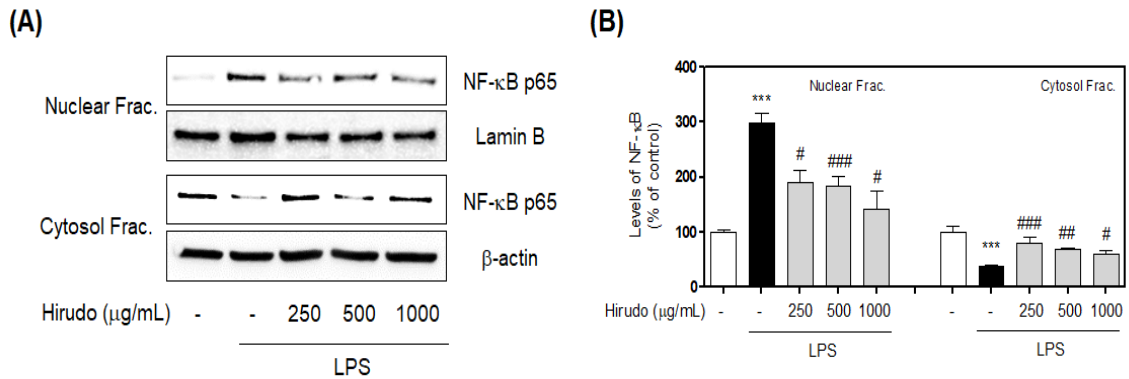 (A)
Nuclear Frac.
NF-κB p65
Lamin B
Cytosol Frac.
NF-κB p65
β-actin
Hirudo (μg/mL) - - 250 500 1000
LPS
(B)
Levels of NF-κB
(% of control)
400
300
200
100
0
Nuclear Frac.
Cytosol Frac.
*** # ### #
*** ### ## #
Hirudo (μg/mL) - - 250 500 1000 - - 250 500 1000
LPS LPS